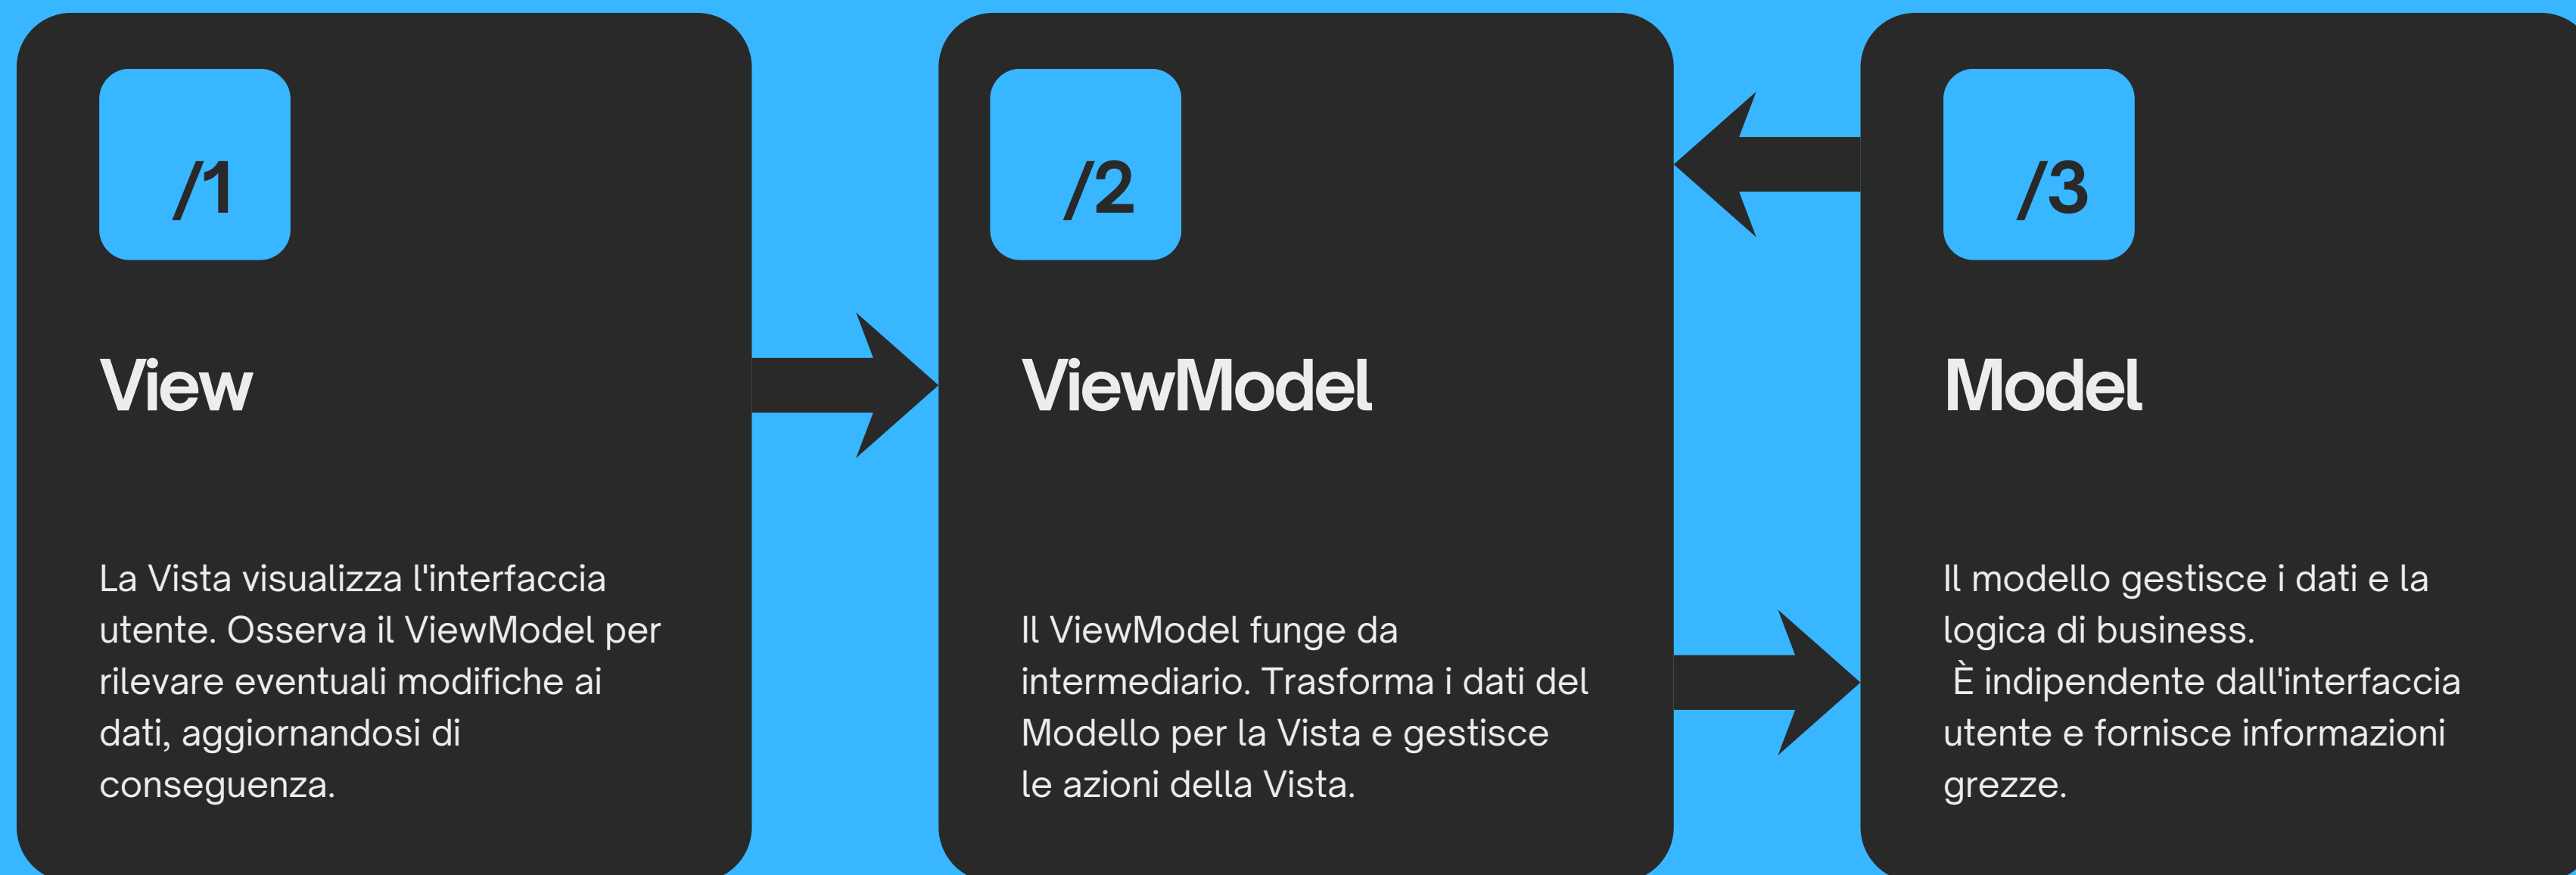 /1
View
La Vista visualizza l'interfaccia
utente. Osserva il ViewModel per
rilevare eventuali modifiche ai
dati, aggiornandosi di
conseguenza.
/2
ViewModel
Il ViewModel funge da
intermediario. Trasforma i dati del
Modello per la Vista e gestisce
le azioni della Vista.
/3
Model
Il modello gestisce i dati e la
logica di business.
È indipendente dall'interfaccia
utente e fornisce informazioni
grezze.